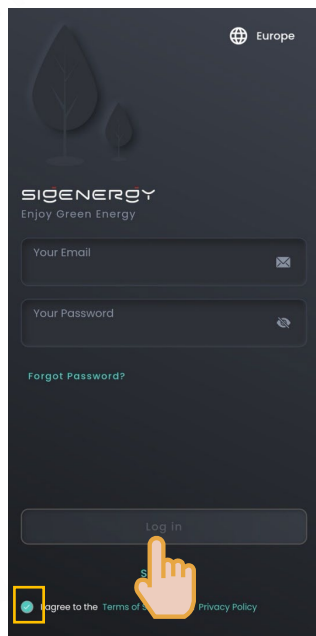 Europe
SIGENERGY
Enjoy Green Energy
Your Email
Your Password
Forgot Password?
Log in
I agree to the Terms of Privacy Policy